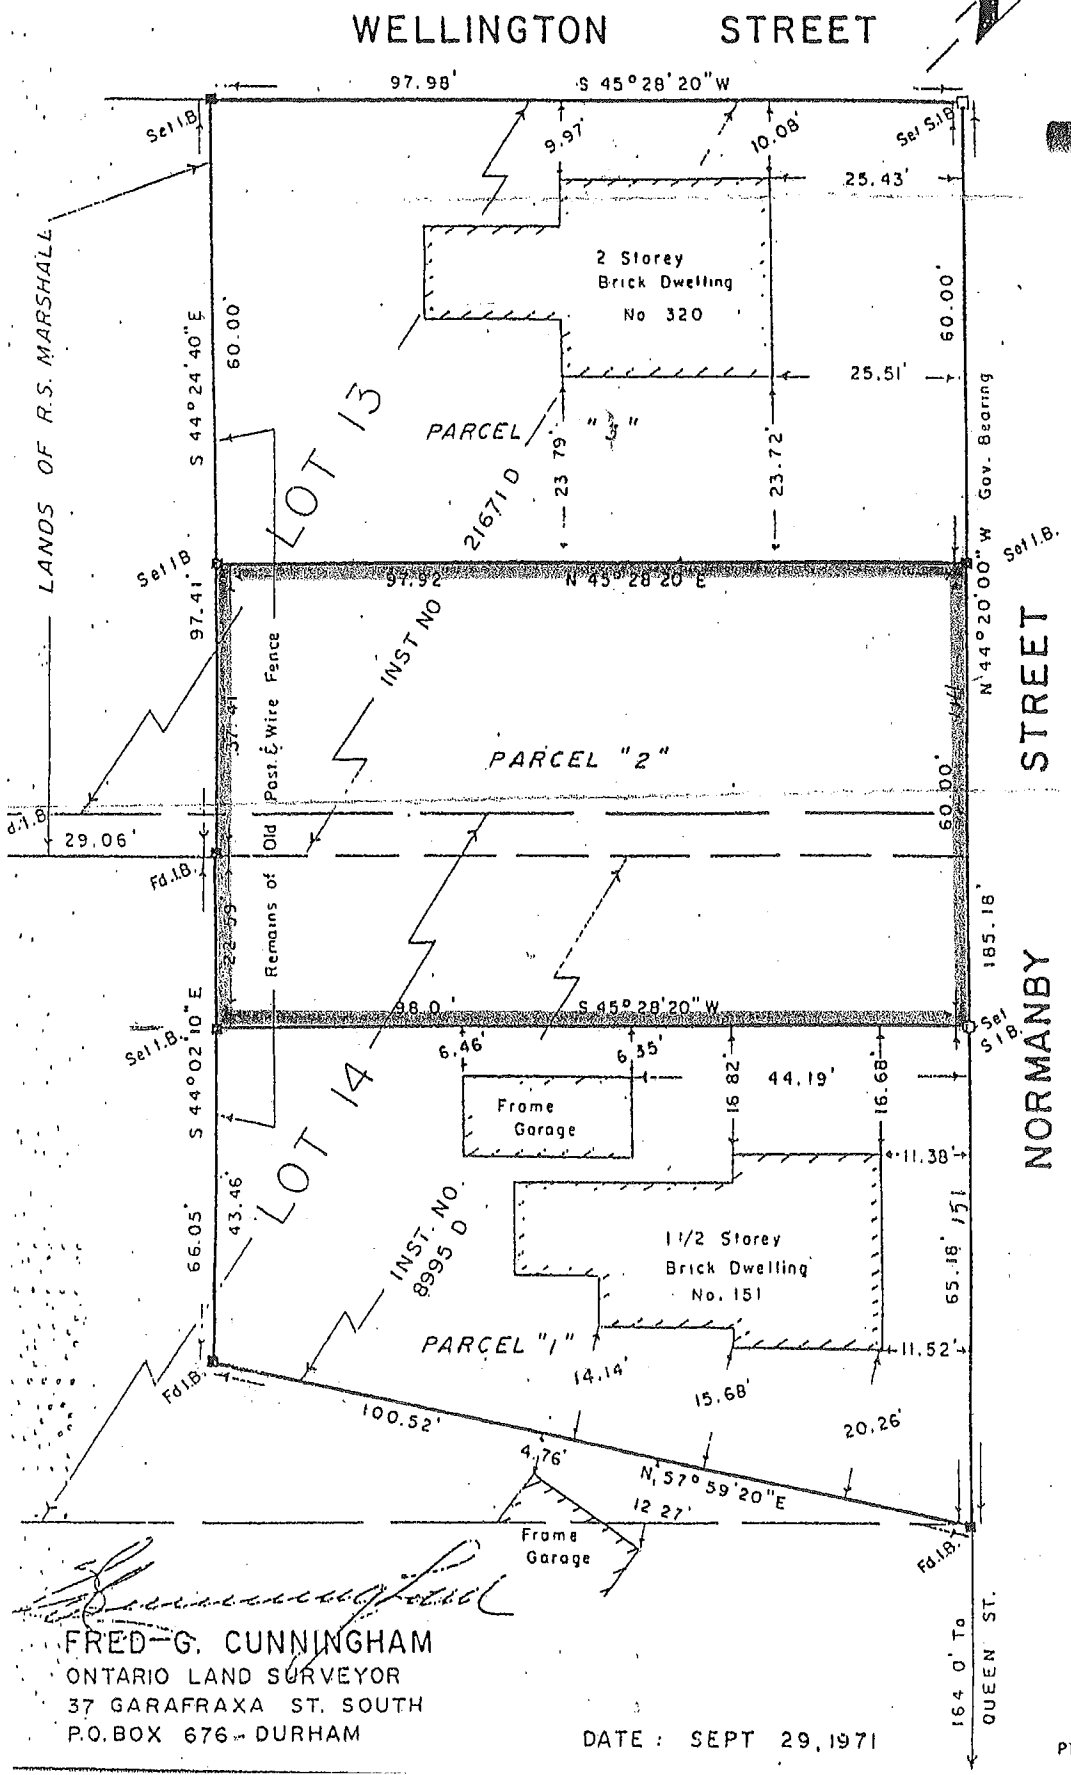 WELLINGTON STREET
97.98' S 45°28'20" W
Set I.B.
Set S.I.B.
9.97'
10.08'
25.43'
2 Storey
Brick Dwelling
No 320
25.51'
LANDS OF R.S. MARSHALL
S 44°24'40" E
60.00'
60.00'
LOT 13
PARCEL
23.79'
23.72'
21671 D
INST NO
N 44°20'00" W Gov. Bearing
Set I.B.
Set I.B.
97.92 N 45°28'20 E
97.41'
37.41
Remains of Old Post & Wire Fence
PARCEL "2"
60.00'
29.06'
Fd.I.B.
22.59'
185.18'
NORMANBY STREET
98.0' S 45°28'20" W
Set I.B.
Set
S I B.
S 44°02'10" E
6.46'
6.35'
16.82'
44.19'
16.68'
Frame
Garage
11.38'
LOT 14
66.05'
43.46'
INST. NO
8995 D
1 1/2 Storey
Brick Dwelling
No. 151
151
65.18'
PARCEL "1"
11.52'
14.14'
15.68'
20.26'
Fd.I.B.
100.52'
4.76'
N 57°59'20" E
12.27'
Frame
Garage
Fd.I.B.
FRED G. CUNNINGHAM
ONTARIO LAND SURVEYOR
37 GARAFRAXA ST. SOUTH
P.O. BOX 676 - DURHAM
DATE : SEPT 29, 1971
164 0' To
QUEEN ST.